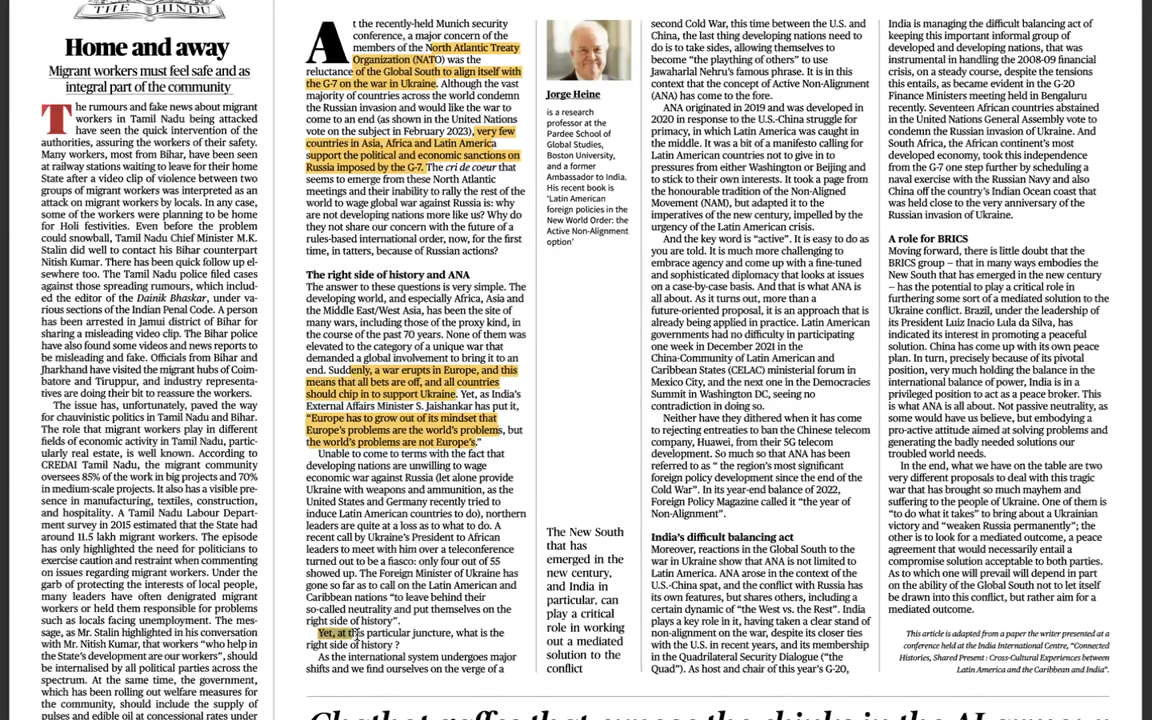 THE HINDU
Home and away
Migrant workers must feel safe and as
integral part of the community
The rumours and fake news about migrant
workers in Tamil Nadu being attacked
have seen the quick intervention of the
authorities, assuring the workers of their safety.
Many workers, most from Bihar, have been seen
at railway stations waiting to leave for their home
State after a video clip of violence between two
groups of migrant workers was interpreted as an
attack on migrant workers by locals. In any case,
some of the workers were planning to be home
for Holi festivities. Even before the problem
could snowball, Tamil Nadu Chief Minister M.K.
Stalin did well to contact his Bihar counterpart
Nitish Kumar. There has been quick follow up el-
sewhere too. The Tamil Nadu police filed cases
against those spreading rumours, which includ-
ed the editor of the Dainik Bhaskar, under va-
rious sections of the Indian Penal Code. A person
has been arrested in Jamui district of Bihar for
sharing a misleading video clip. The Bihar police
have also found some videos and news reports to
be misleading and fake. Officials from Bihar and
Jharkhand have visited the migrant hubs of Coim-
batore and Tiruppur, and industry representa-
tives are doing their bit to reassure the workers.
The issue has, unfortunately, paved the way
for chauvinistic politics in Tamil Nadu and Bihar.
The role that migrant workers play in different
fields of economic activity in Tamil Nadu, partic-
ularly real estate, is well known. According to
CREDAI Tamil Nadu, the migrant community
oversees 85% of the work in big projects and 70%
in medium-scale projects. It also has a visible pre-
sence in manufacturing, textiles, construction,
and hospitality. A Tamil Nadu Labour Depart-
ment survey in 2015 estimated that the State had
around 11.5 lakh migrant workers. The episode
has only highlighted the need for politicians to
exercise caution and restraint when commenting
on issues regarding migrant workers. Under the
garb of protecting the interests of local people,
many leaders have often denigrated migrant
workers or held them responsible for problems
such as locals facing unemployment. The mes-
sage, as Mr. Stalin highlighted in his conversation
with Mr. Nitish Kumar, that workers “who help in
the State’s development are our workers”, should
be internalised by all political parties across the
spectrum. At the same time, the government,
which has been rolling out welfare measures for
the community, should include the supply of
pulses and edible oil at concessional rates under
At the recently-held Munich security
conference, a major concern of the
members of the North Atlantic Treaty
Organization (NATO) was the
reluctance of the Global South to align itself with
the G-7 on the war in Ukraine. Although the vast
majority of countries across the world condemn
the Russian invasion and would like the war to
come to an end (as shown in the United Nations
vote on the subject in February 2023), very few
countries in Asia, Africa and Latin America
support the political and economic sanctions on
Russia imposed by the G-7. The cri de coeur that
seems to emerge from these North Atlantic
meetings and their inability to rally the rest of the
world to wage global war against Russia is: why
are not developing nations more like us? Why do
they not share our concern with the future of a
rules-based international order, now, for the first
time, in tatters, because of Russian actions?
The right side of history and ANA
The answer to these questions is very simple. The
developing world, and especially Africa, Asia and
the Middle East/West Asia, has been the site of
many wars, including those of the proxy kind, in
the course of the past 70 years. None of them was
elevated to the category of a unique war that
demanded a global involvement to bring it to an
end. Suddenly, a war erupts in Europe, and this
means that all bets are off, and all countries
should chip in to support Ukraine. Yet, as India’s
External Affairs Minister S. Jaishankar has put it,
“Europe has to grow out of its mindset that
Europe’s problems are the world’s problems, but
the world’s problems are not Europe’s.”
Unable to come to terms with the fact that
developing nations are unwilling to wage
economic war against Russia (let alone provide
Ukraine with weapons and ammunition, as the
United States and Germany recently tried to
induce Latin American countries to do), northern
leaders are quite at a loss as to what to do. A
recent call by Ukraine’s President to African
leaders to meet with him over a teleconference
turned out to be a fiasco: only four out of 55
showed up. The Foreign Minister of Ukraine has
gone so far as to call on the Latin American and
Caribbean nations “to leave behind their
so-called neutrality and put themselves on the
right side of history”.
Yet, at this particular juncture, what is the
right side of history ?
As the international system undergoes major
shifts and we find ourselves on the verge of a
Jorge Heine
is a research
professor at the
Pardee School of
Global Studies,
Boston University,
and a former
Ambassador to India.
His recent book is
‘Latin American
foreign policies in the
New World Order: the
Active Non-Alignment
option’
The New South
that has
emerged in the
new century,
and India in
particular, can
play a critical
role in working
out a mediated
solution to the
conflict
second Cold War, this time between the U.S. and
China, the last thing developing nations need to
do is to take sides, allowing themselves to
become “the plaything of others” to use
Jawaharlal Nehru’s famous phrase. It is in this
context that the concept of Active Non-Alignment
(ANA) has come to the fore.
ANA originated in 2019 and was developed in
2020 in response to the U.S.-China struggle for
primacy, in which Latin America was caught in
the middle. It was a bit of a manifesto calling for
Latin American countries not to give in to
pressures from either Washington or Beijing and
to stick to their own interests. It took a page from
the honourable tradition of the Non-Aligned
Movement (NAM), but adapted it to the
imperatives of the new century, impelled by the
urgency of the Latin American crisis.
And the key word is “active”. It is easy to do as
you are told. It is much more challenging to
embrace agency and come up with a fine-tuned
and sophisticated diplomacy that looks at issues
on a case-by-case basis. And that is what ANA is
all about. As it turns out, more than a
future-oriented proposal, it is an approach that is
already being applied in practice. Latin American
governments had no difficulty in participating
one week in December 2021 in the
China-Community of Latin American and
Caribbean States (CELAC) ministerial forum in
Mexico City, and the next one in the Democracies
Summit in Washington DC, seeing no
contradiction in doing so.
Neither have they dithered when it has come
to rejecting entreaties to ban the Chinese telecom
company, Huawei, from their 5G telecom
development. So much so that ANA has been
referred to as “ the region’s most significant
foreign policy development since the end of the
Cold War”. In its year-end balance of 2022,
Foreign Policy Magazine called it “the year of
Non-Alignment”.
India’s difficult balancing act
Moreover, reactions in the Global South to the
war in Ukraine show that ANA is not limited to
Latin America. ANA arose in the context of the
U.S.-China spat, and the conflict with Russia has
its own features, but shares others, including a
certain dynamic of “the West vs. the Rest”. India
plays a key role in it, having taken a clear stand of
non-alignment on the war, despite its closer ties
with the U.S. in recent years, and its membership
in the Quadrilateral Security Dialogue (“the
Quad”). As host and chair of this year’s G-20,
India is managing the difficult balancing act of
keeping this important informal group of
developed and developing nations, that was
instrumental in handling the 2008-09 financial
crisis, on a steady course, despite the tensions
this entails, as became evident in the G-20
Finance Ministers meeting held in Bengaluru
recently. Seventeen African countries abstained
in the United Nations General Assembly vote to
condemn the Russian invasion of Ukraine. And
South Africa, the African continent’s most
developed economy, took this independence
from the G-7 one step further by scheduling a
naval exercise with the Russian Navy and also
China off the country’s Indian Ocean coast that
was held close to the very anniversary of the
Russian invasion of Ukraine.
A role for BRICS
Moving forward, there is little doubt that the
BRICS group — that in many ways embodies the
New South that has emerged in the new century
— has the potential to play a critical role in
furthering some sort of a mediated solution to the
Ukraine conflict. Brazil, under the leadership of
its President Luiz Inacio Lula da Silva, has
indicated its interest in promoting a peaceful
solution. China has come up with its own peace
plan. In turn, precisely because of its pivotal
position, very much holding the balance in the
international balance of power, India is in a
privileged position to act as a peace broker. This
is what ANA is all about. Not passive neutrality, as
some would have us believe, but embodying a
pro-active attitude aimed at solving problems and
generating the badly needed solutions our
troubled world needs.
In the end, what we have on the table are two
very different proposals to deal with this tragic
war that has brought so much mayhem and
suffering to the people of Ukraine. One of them is
“to do what it takes” to bring about a Ukrainian
victory and “weaken Russia permanently”; the
other is to look for a mediated outcome, a peace
agreement that would necessarily entail a
compromise solution acceptable to both parties.
As to which one will prevail will depend in part
on the ability of the Global South not to let itself
be drawn into this conflict, but rather aim for a
mediated outcome.
This article is adapted from a paper the writer presented at a
conference held at the India International Centre, “Connected
Histories, Shared Present : Cross-Cultural Experiences between
Latin America and the Caribbean and India”.